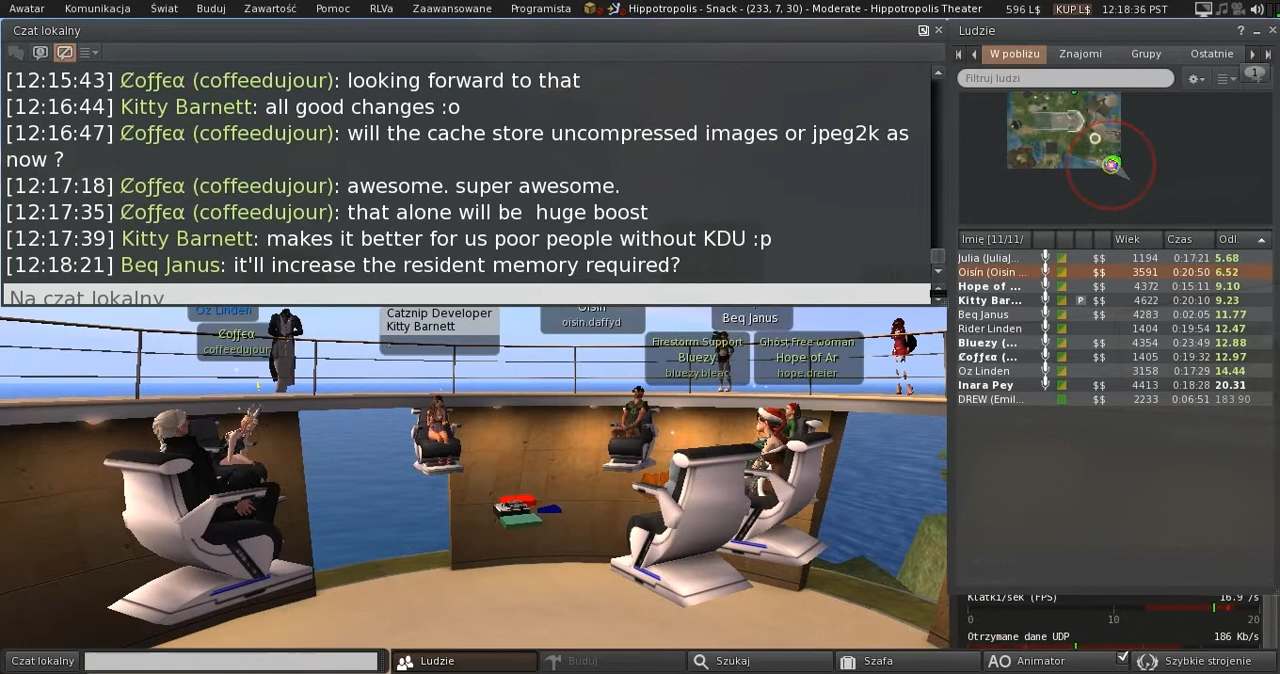 Awatar Komunikacja Świat Buduj Zawartość Pomoc RLVa Zaawansowane Programista Hippotropolis - Snack - (233, 7, 30) - Moderate - Hippotropolis Theater 596 L$ KUP L$ 12:18:36 PST
Czat lokalny
[12:15:43] Ȼσƒƒєα (coffeedujour): looking forward to that
[12:16:44] Kitty Barnett: all good changes :o
[12:16:47] Ȼσƒƒєα (coffeedujour): will the cache store uncompressed images or jpeg2k as
now ?
[12:17:18] Ȼσƒƒєα (coffeedujour): awesome. super awesome.
[12:17:35] Ȼσƒƒєα (coffeedujour): that alone will be  huge boost
[12:17:39] Kitty Barnett: makes it better for us poor people without KDU :p
[12:18:21] Beq Janus: it'll increase the resident memory required?
Na czat lokalny
Oz Linden
Ȼσƒƒєα
coffeedujour
Catznip Developer
Kitty Barnett
Oisín
oisin.daffyd
Beq Janus
Firestorm Support
Bluezy
Ghost Free woman
Hope of Ar
hope.dreier
Ludzie
W pobliżu Znajomi Grupy Ostatnie
Filtruj ludzi
1
Imię [11/11/ Wiek Czas Odl.
Julia (JuliaJ... $$ 1194 0:17:21 5.68
Oisín (Oisin ... $$ 3591 0:20:50 6.52
Hope of ... $$ 4372 0:15:11 9.10
Kitty Bar... P $$ 4622 0:20:10 9.23
Beq Janus $$ 4283 0:02:05 11.77
Rider Linden 1404 0:19:54 12.47
Bluezy (... $$ 4354 0:23:49 12.88
Ȼσƒƒєα (... $$ 1405 0:19:32 12.97
Oz Linden $$ 3158 0:17:29 14.44
Inara Pey $$ 4413 0:18:28 20.31
DREW (Emil... $$ 2233 0:06:51 183.90
Klatki/sek (FPS) 16.9 /s
0 10 20
Otrzymane dane UDP 186 Kb/s
Czat lokalny Ludzie Buduj Szukaj Szafa AO Animator Szybkie strojenie